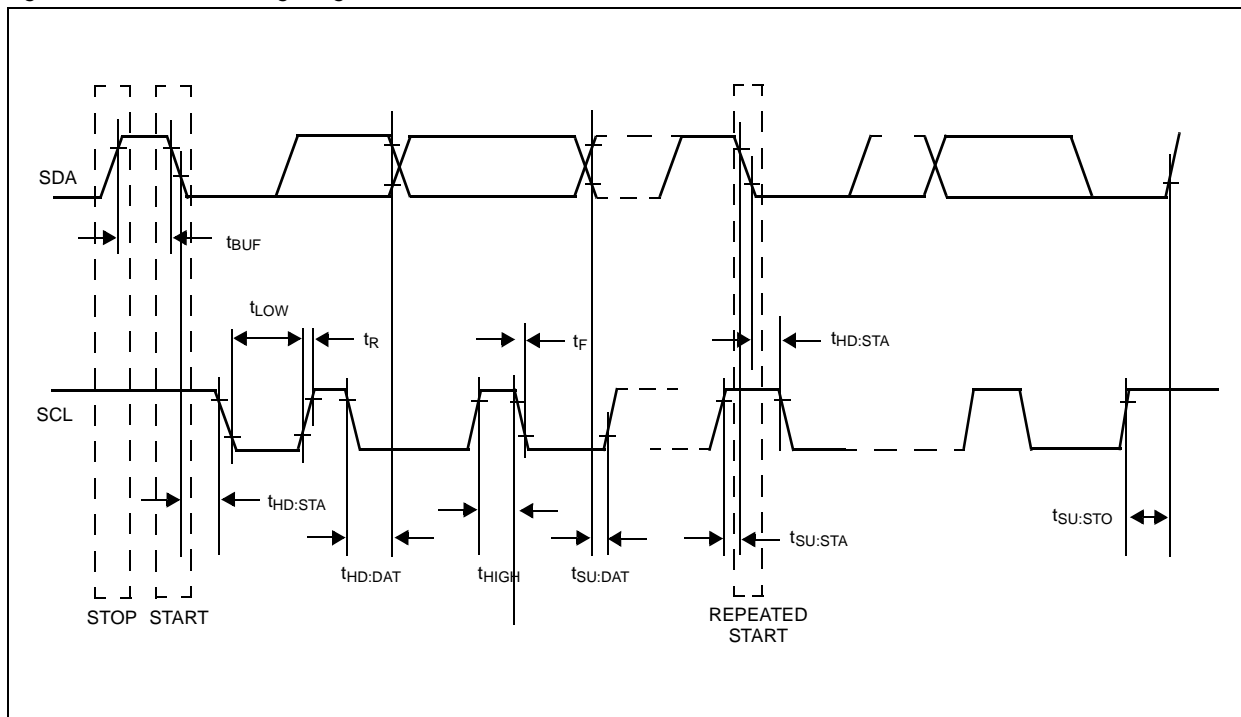 SDA
tBUF
tLOW
tR
tF
tHD:STA
SCL
tHD:STA
tSU:STO
tSU:STA
tHD:DAT
tHIGH
tSU:DAT
STOP
START
REPEATED
START